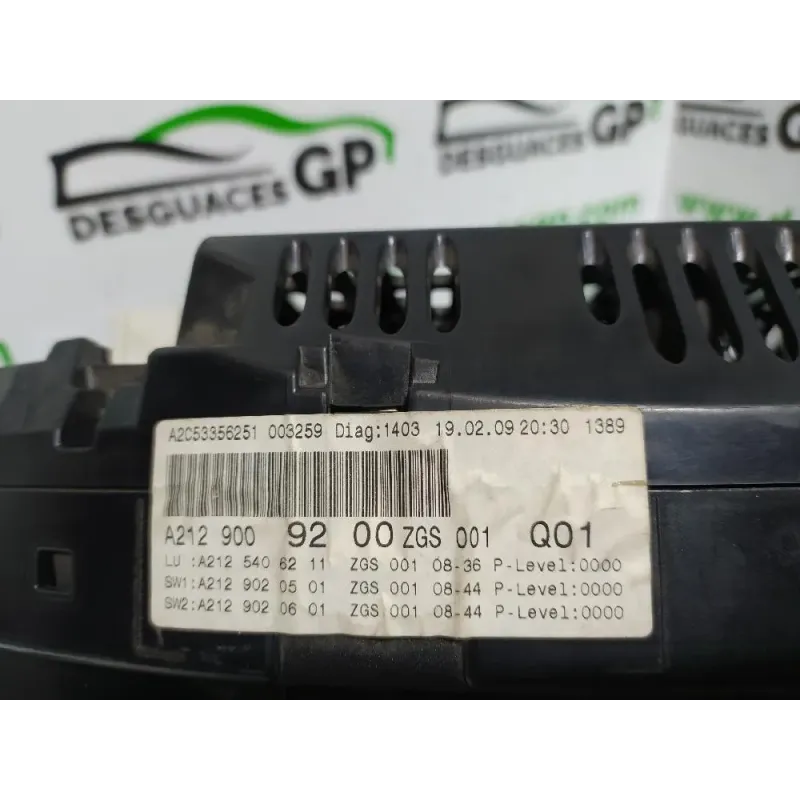 DESGUACES GP
DESGUACES GP
A2C53356251 003259 Diag:1403 19.02.09 20:30 1389
A212 900 92 00 ZGS 001 Q01
LU :A212 540 62 11 ZGS 001 08-36 P-Level:0000
SW1:A212 902 05 01 ZGS 001 08-44 P-Level:0000
SW2:A212 902 06 01 ZGS 001 08-44 P-Level:0000